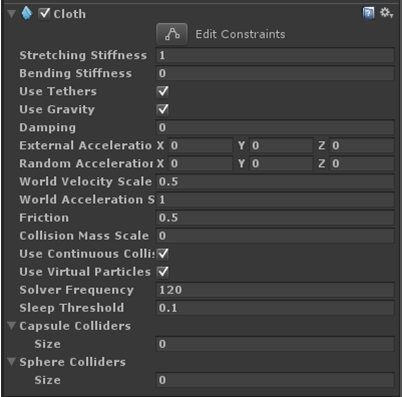 Cloth
Edit Constraints
Stretching Stiffness 1
Bending Stiffness 0
Use Tethers
Use Gravity
Damping 0
External Acceleratio X 0 Y 0 Z 0
Random Acceleration X 0 Y 0 Z 0
World Velocity Scale 0.5
World Acceleration S 1
Friction 0.5
Collision Mass Scale 0
Use Continuous Collis
Use Virtual Particles
Solver Frequency 120
Sleep Threshold 0.1
Capsule Colliders
Size 0
Sphere Colliders
Size 0